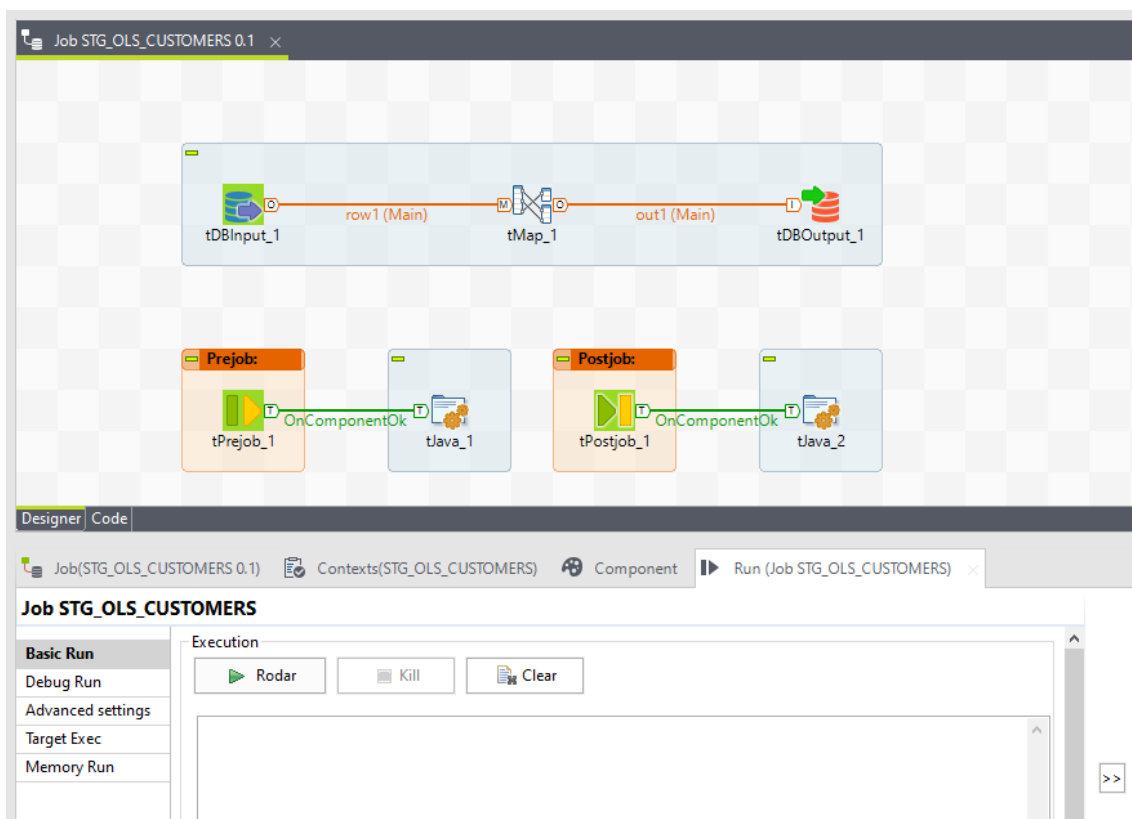 Job STG_OLS_CUSTOMERS 0.1
O row1 (Main) M O out1 (Main) I
tDBInput_1 tMap_1 tDBOutput_1
Prejob: Postjob:
T OnComponentOk T T OnComponentOk T
tPrejob_1 tJava_1 tPostjob_1 tJava_2
Designer Code
Job(STG_OLS_CUSTOMERS 0.1) Contexts(STG_OLS_CUSTOMERS) Component Run (Job STG_OLS_CUSTOMERS)
Job STG_OLS_CUSTOMERS
Execution
Basic Run
Rodar Kill Clear
Debug Run
Advanced settings
Target Exec
Memory Run
>>